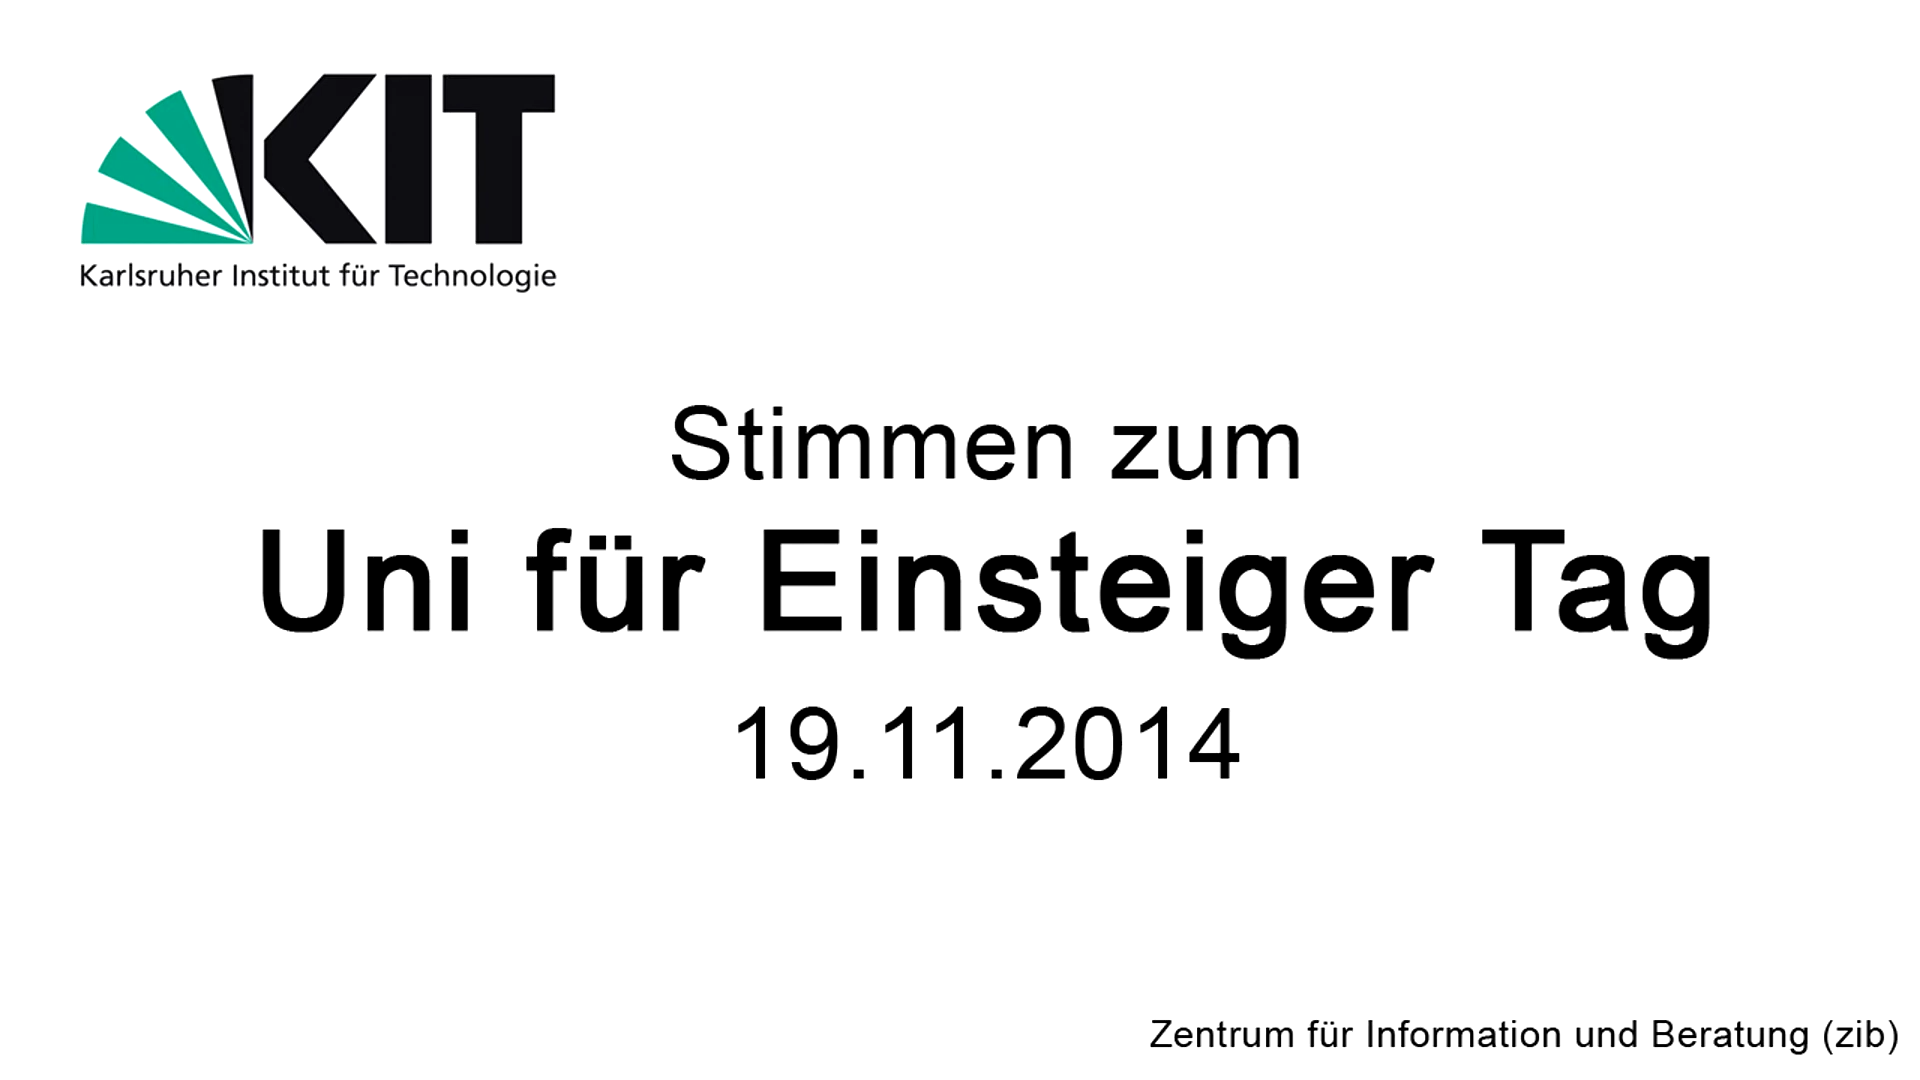 KIT
Karlsruher Institut für Technologie
Stimmen zum
Uni für Einsteiger Tag
19.11.2014
Zentrum für Information und Beratung (zib)